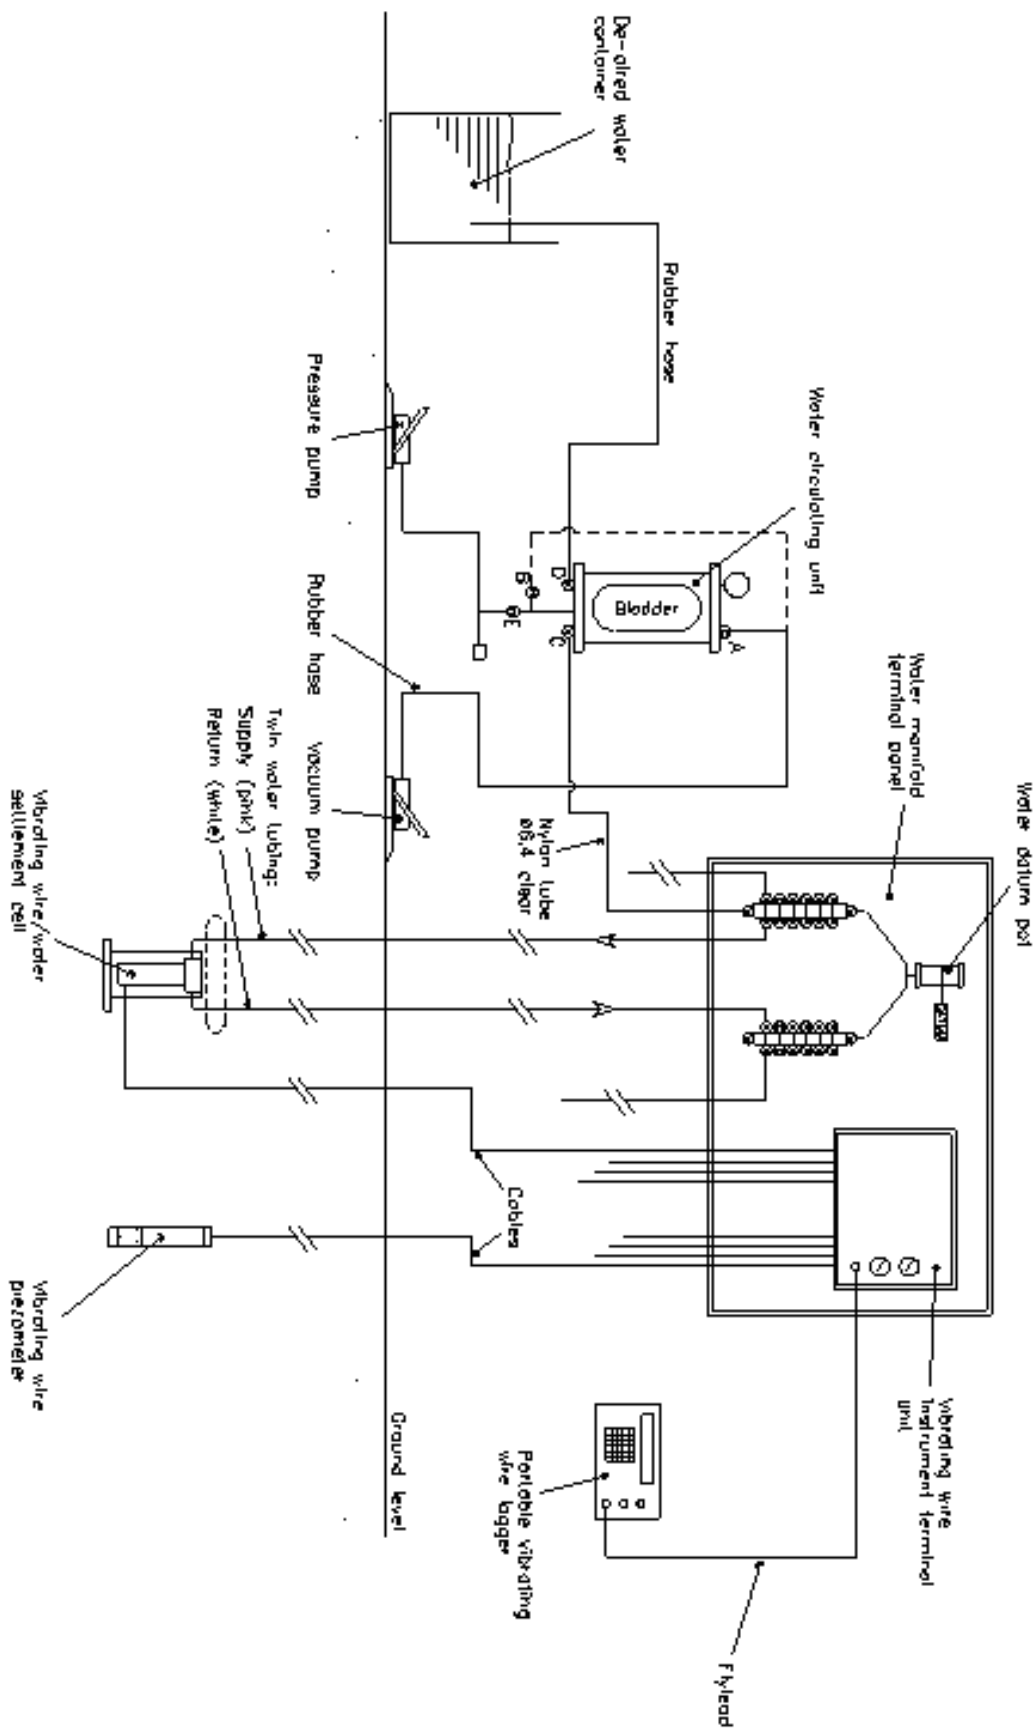 De-aired water
container
Rubber hose
Pressure pump
Water circulating unit
Bladder
A
B
C
D
E
Rubber hose
Vacuum pump
Twin water tubing:
Supply (pink)
Return (white)
Vibrating wire/water
settlement cell
Nylon tube
ø6,4 clear
Water manifold
terminal panel
Water datum pot
Cables
Vibrating wire
piezometer
Vibrating wire
instrument terminal
unit
Portable vibrating
wire logger
Ground level
Flylead